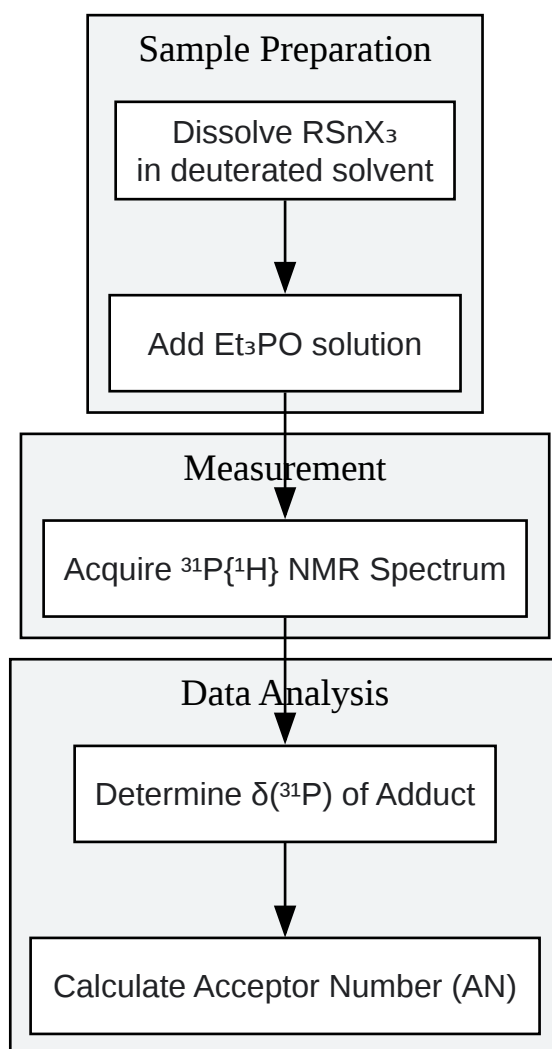 Sample Preparation
Dissolve RSnX₃
in deuterated solvent
Add Et₃PO solution
Measurement
Acquire ³¹P{¹H} NMR Spectrum
Data Analysis
Determine δ(³¹P) of Adduct
Calculate Acceptor Number (AN)